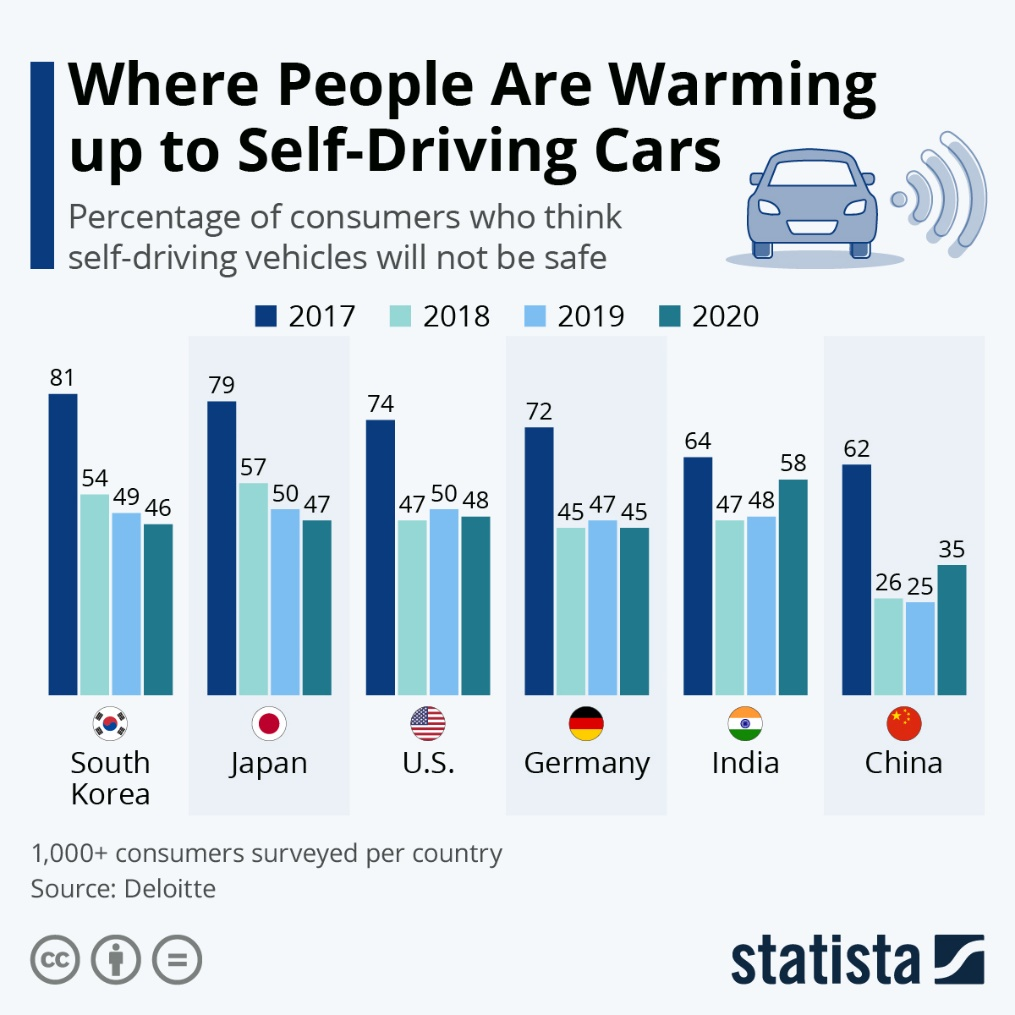 Where People Are Warming
up to Self-Driving Cars
Percentage of consumers who think
self-driving vehicles will not be safe
2017 2018 2019 2020
81 54 49 46
79 57 50 47
74 47 50 48
72 45 47 45
64 47 48 58
62 26 25 35
South
Korea
Japan
U.S.
Germany
India
China
1,000+ consumers surveyed per country
Source: Deloitte
cc
statista